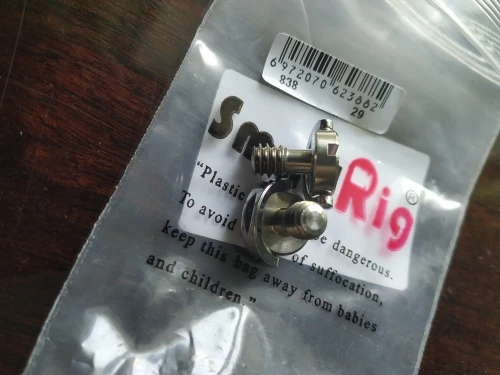 6 972070 623882
838
29
Sm Rig®
"Plastic
To avoid e dangerous.
keep this bag away from babies of suffocation,
and children."